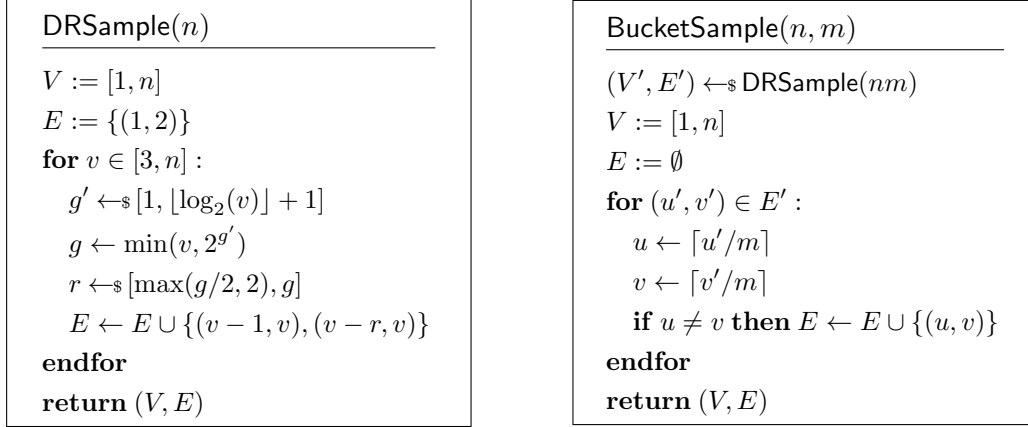 DRSample(n)
V := [1, n]
E := {(1, 2)}
for v ∈ [3, n] :
g′ ←$ [1, ⌊log₂(v)⌋ + 1]
g ← min(v, 2^{g′})
r ←$ [max(g/2, 2), g]
E ← E ∪ {(v − 1, v), (v − r, v)}
endfor
return (V, E)
BucketSample(n, m)
(V′, E′) ←$ DRSample(nm)
V := [1, n]
E := ∅
for (u′, v′) ∈ E′ :
u ← ⌈u′/m⌉
v ← ⌈v′/m⌉
if u ≠ v then E ← E ∪ {(u, v)}
endfor
return (V, E)